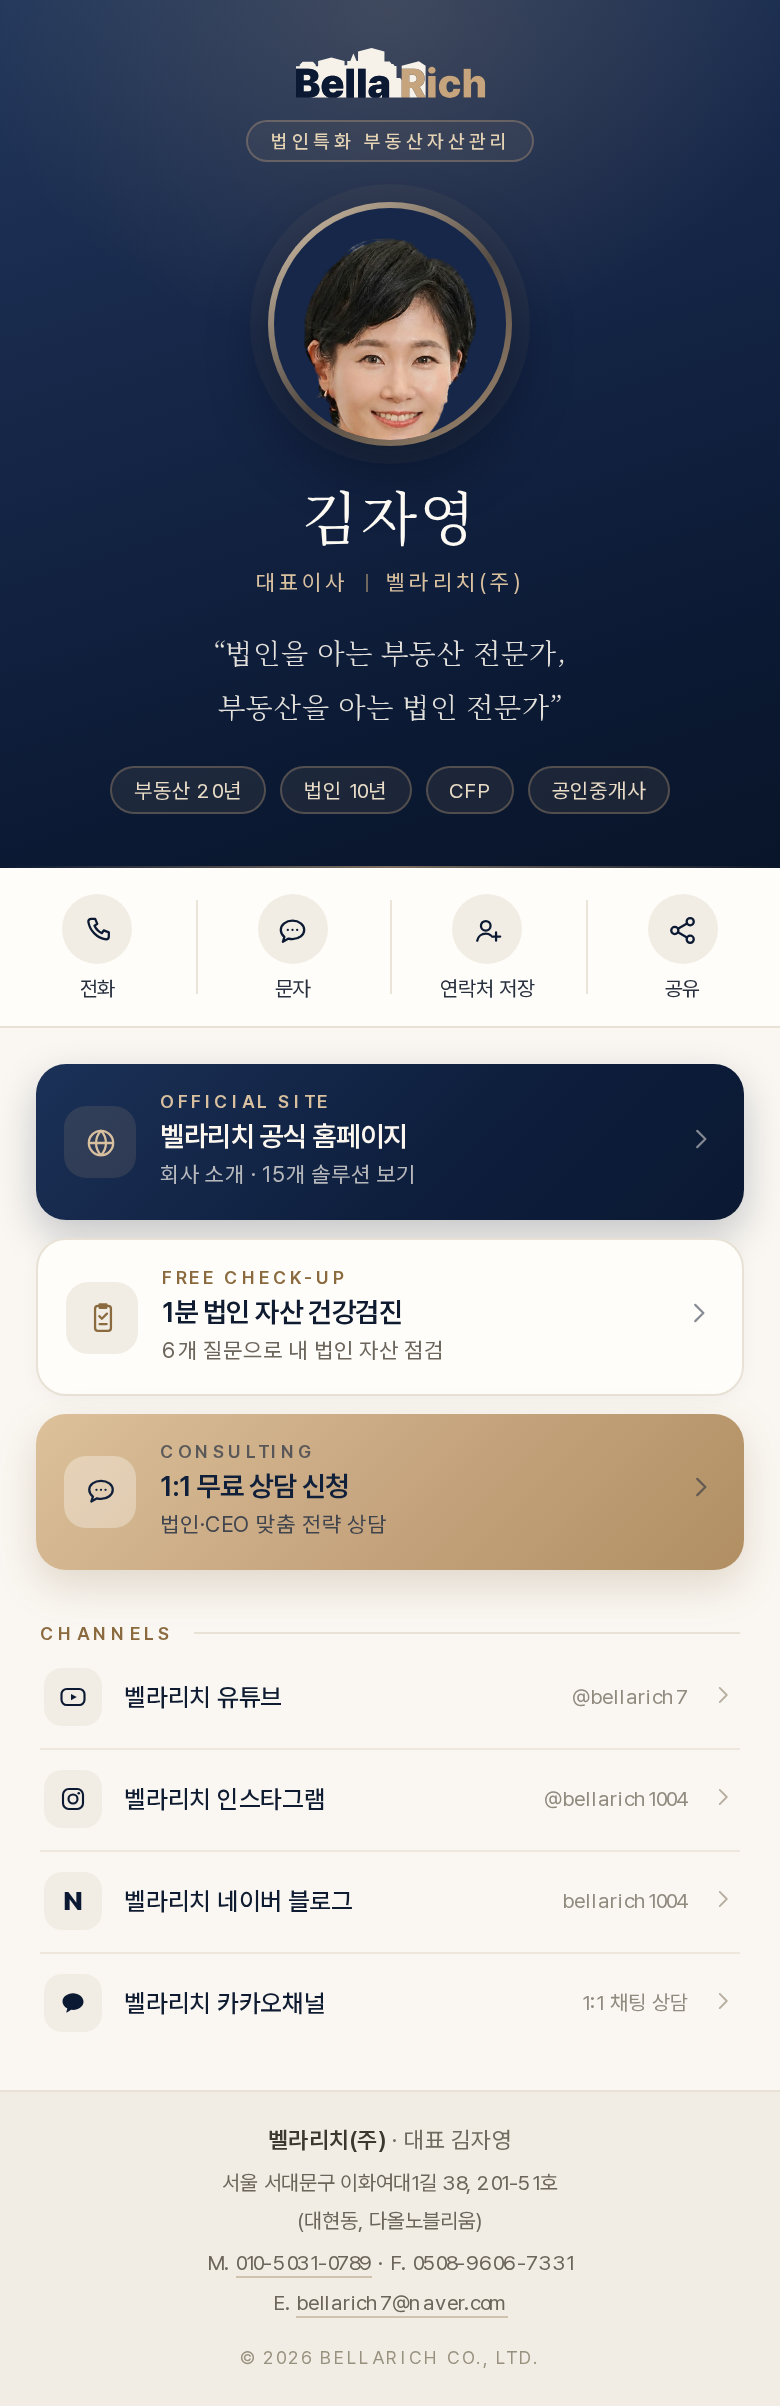 Bella Rich
법인특화 부동산자산관리
김자영
대표이사 | 벨라리치(주)
“법인을 아는 부동산 전문가,
부동산을 아는 법인 전문가”
부동산 20년 법인 10년 CFP 공인중개사
전화 문자 연락처 저장 공유
OFFICIAL SITE
벨라리치 공식 홈페이지
회사 소개 · 15개 솔루션 보기
FREE CHECK-UP
1분 법인 자산 건강검진
6개 질문으로 내 법인 자산 점검
CONSULTING
1:1 무료 상담 신청
법인·CEO 맞춤 전략 상담
CHANNELS
벨라리치 유튜브 @bellarich7
벨라리치 인스타그램 @bellarich1004
N 벨라리치 네이버 블로그 bellarich1004
벨라리치 카카오채널 1:1 채팅 상담
벨라리치(주) · 대표 김자영
서울 서대문구 이화여대1길 38, 201-51호
(대현동, 다올노블리움)
M. 010-5031-0789 · F. 0508-9606-7331
E. bellarich7@naver.com
© 2026 BELLARICH CO., LTD.